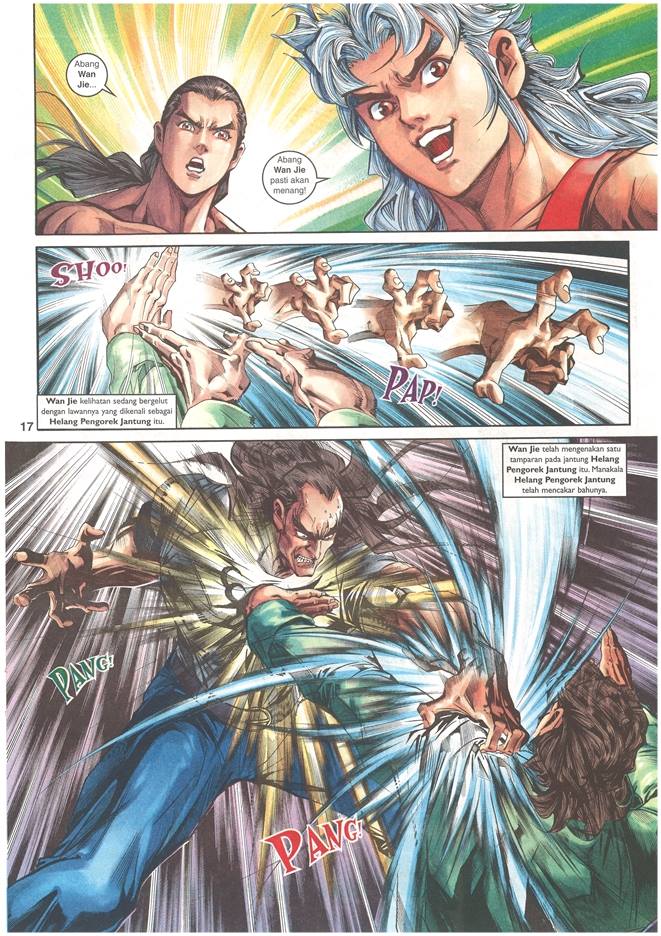 Abang
Wan
Jie...
Abang
Wan Jie
pasti akan
menang!
SHOO!
PAP!
Wan Jie kelihatan sedang bergelut
dengan lawannya yang dikenali sebagai
Helang Pengorek Jantung itu.
17
Wan Jie telah mengenakan satu
tamparan pada jantung Helang
Pengorek Jantung itu. Manakala
Helang Pengorek Jantung
telah mencakar bahunya.
PANG!
PANG!